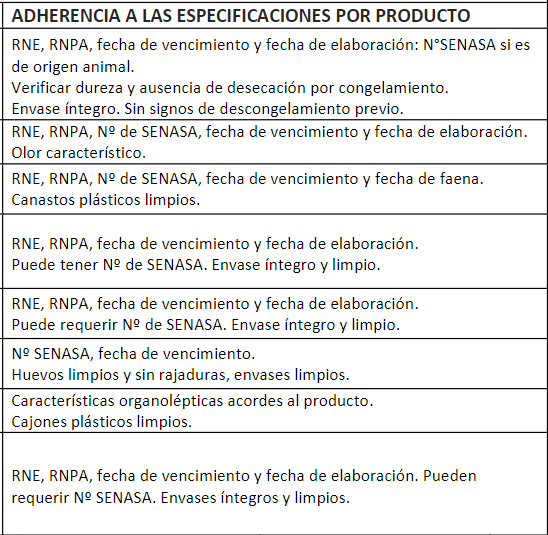 ADHERENCIA A LAS ESPECIFICACIONES POR PRODUCTO
RNE, RNPA, fecha de vencimiento y fecha de elaboración: N°SENASA si es
de origen animal.
Verificar dureza y ausencia de desecación por congelamiento.
Envase íntegro. Sin signos de descongelamiento previo.
RNE, RNPA, Nº de SENASA, fecha de vencimiento y fecha de elaboración.
Olor característico.
RNE, RNPA, Nº de SENASA, fecha de vencimiento y fecha de faena.
Canastos plásticos limpios.
RNE, RNPA, fecha de vencimiento y fecha de elaboración.
Puede tener Nº de SENASA. Envase íntegro y limpio.
RNE, RNPA, fecha de vencimiento y fecha de elaboración.
Puede requerir Nº de SENASA. Envase íntegro y limpio.
Nº SENASA, fecha de vencimiento.
Huevos limpios y sin rajaduras, envases limpios.
Características organolépticas acordes al producto.
Cajones plásticos limpios.
RNE, RNPA, fecha de vencimiento y fecha de elaboración. Pueden
requerir Nº SENASA. Envases íntegros y limpios.